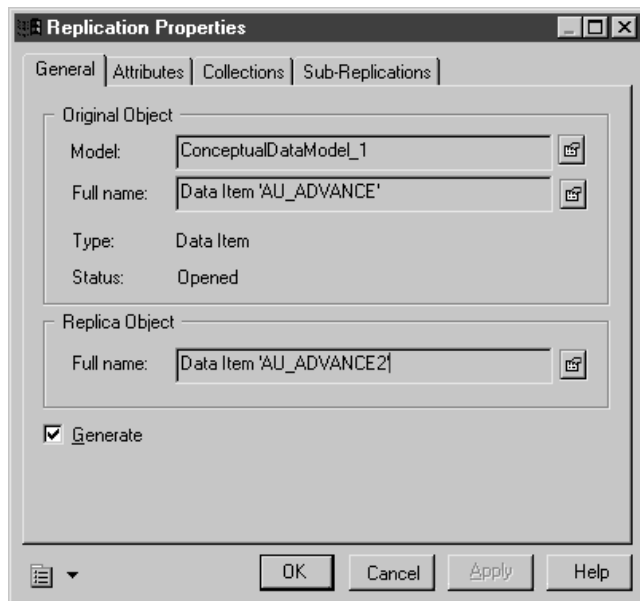 Replication Properties
General Attributes Collections Sub-Replications
Original Object
Model: ConceptualDataModel_1
Full name: Data Item 'AU_ADVANCE'
Type: Data Item
Status: Opened
Replica Object
Full name: Data Item 'AU_ADVANCE2'
Generate
OK Cancel Apply Help